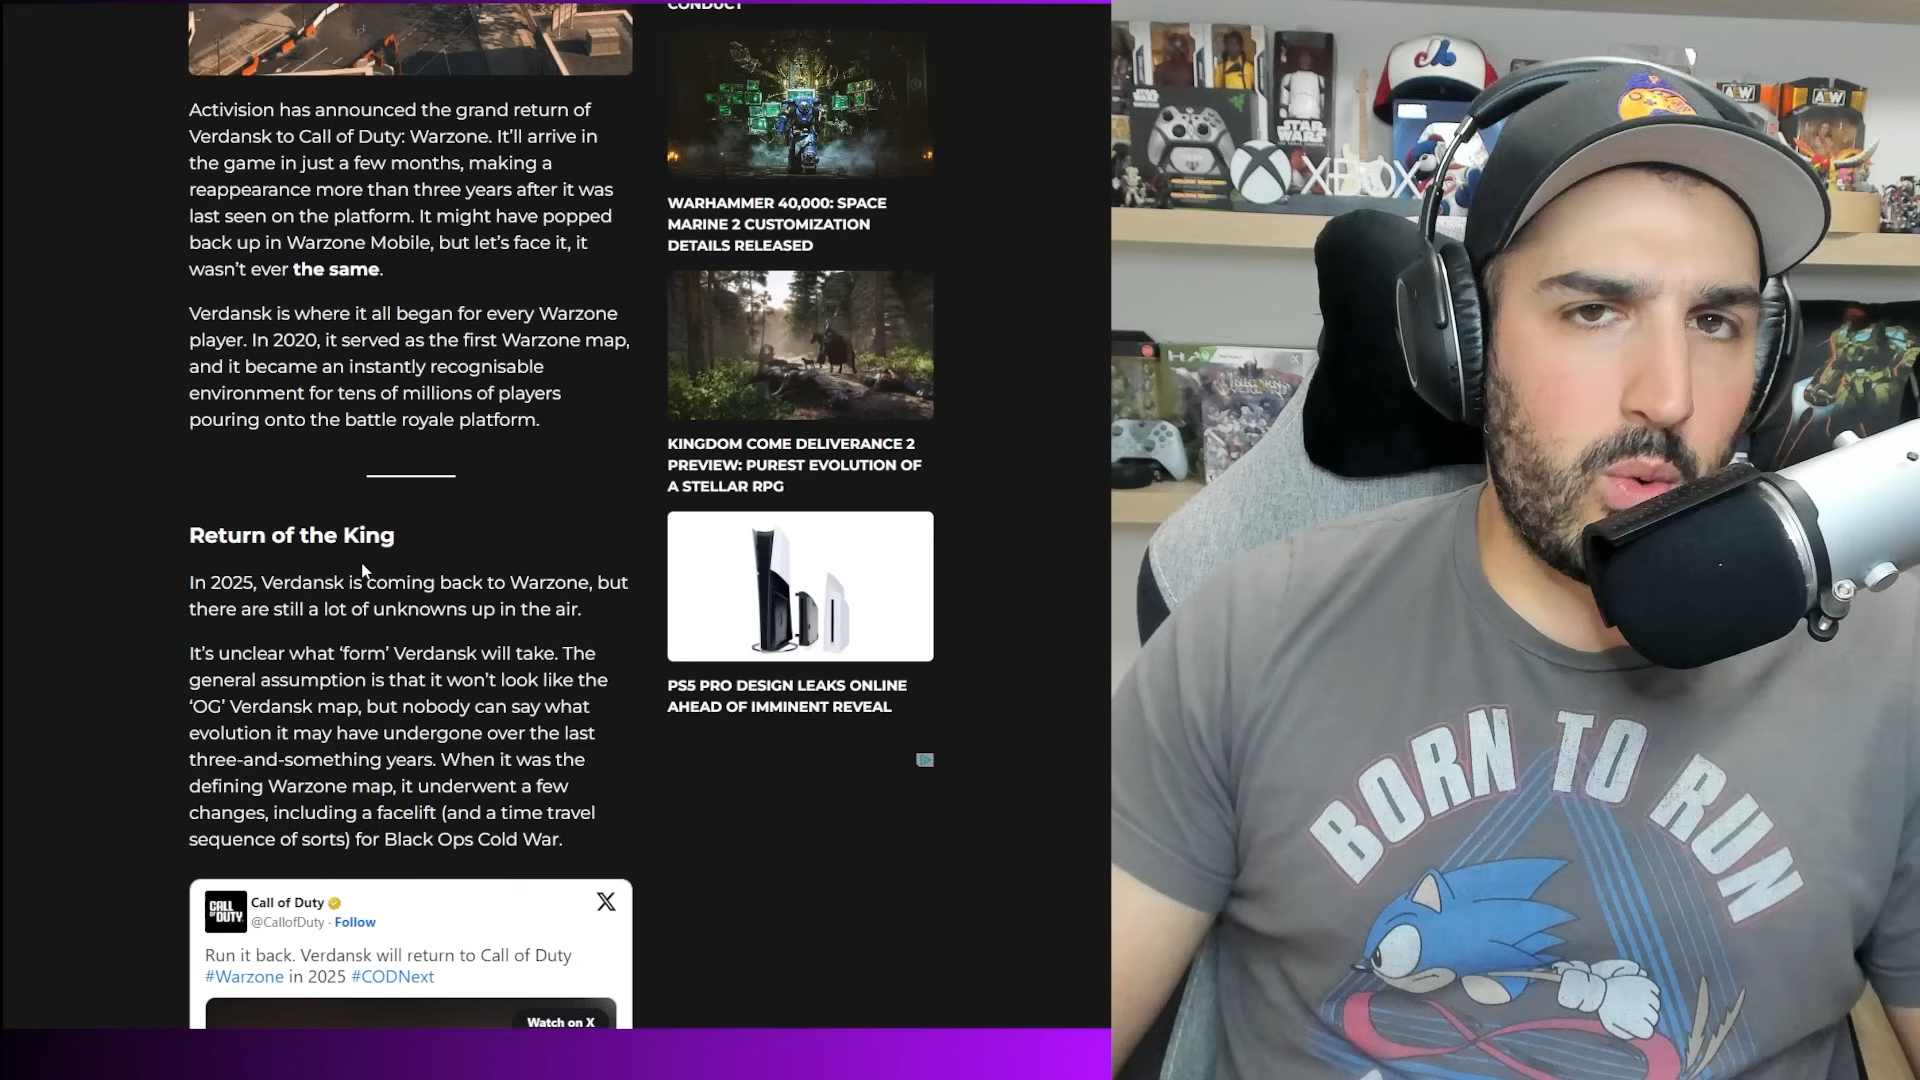 CONDUCT
Activision has announced the grand return of
Verdansk to Call of Duty: Warzone. It'll arrive in
the game in just a few months, making a
reappearance more than three years after it was
last seen on the platform. It might have popped
back up in Warzone Mobile, but let's face it, it
wasn't ever the same.
Verdansk is where it all began for every Warzone
player. In 2020, it served as the first Warzone map,
and it became an instantly recognisable
environment for tens of millions of players
pouring onto the battle royale platform.
Return of the King
In 2025, Verdansk is coming back to Warzone, but
there are still a lot of unknowns up in the air.
It's unclear what ‘form’ Verdansk will take. The
general assumption is that it won't look like the
‘OG’ Verdansk map, but nobody can say what
evolution it may have undergone over the last
three-and-something years. When it was the
defining Warzone map, it underwent a few
changes, including a facelift (and a time travel
sequence of sorts) for Black Ops Cold War.
CALL OF DUTY
Call of Duty
@CallofDuty · Follow
X
Run it back. Verdansk will return to Call of Duty
#Warzone in 2025 #CODNext
Watch on X
WARHAMMER 40,000: SPACE
MARINE 2 CUSTOMIZATION
DETAILS RELEASED
KINGDOM COME DELIVERANCE 2
PREVIEW: PUREST EVOLUTION OF
A STELLAR RPG
PS5 PRO DESIGN LEAKS ONLINE
AHEAD OF IMMINENT REVEAL
STAR
WARS
STAR
WARS
XBOX
AEW
AEW
BORN TO RUN